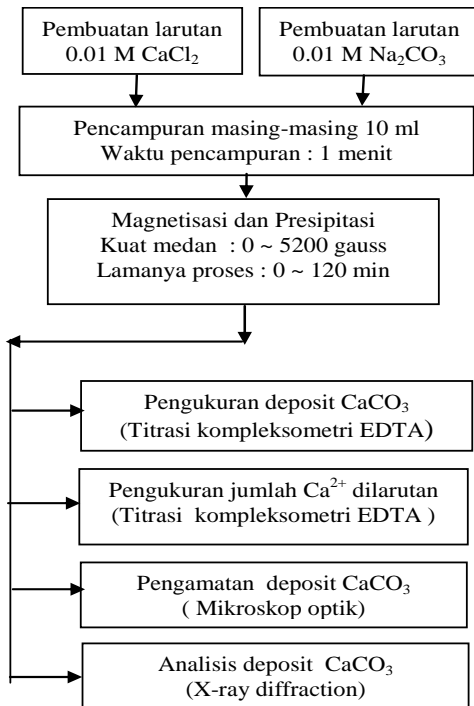 Pembuatan larutan
0.01 M CaCl₂
Pembuatan larutan
0.01 M Na₂CO₃
Pencampuran masing-masing 10 ml
Waktu pencampuran : 1 menit
Magnetisasi dan Presipitasi
Kuat medan : 0 ~ 5200 gauss
Lamanya proses : 0 ~ 120 min
Pengukuran deposit CaCO₃
(Titrasi kompleksometri EDTA)
Pengukuran jumlah Ca²⁺ dilarutan
(Titrasi kompleksometri EDTA )
Pengamatan deposit CaCO₃
( Mikroskop optik)
Analisis deposit CaCO₃
(X-ray diffraction)